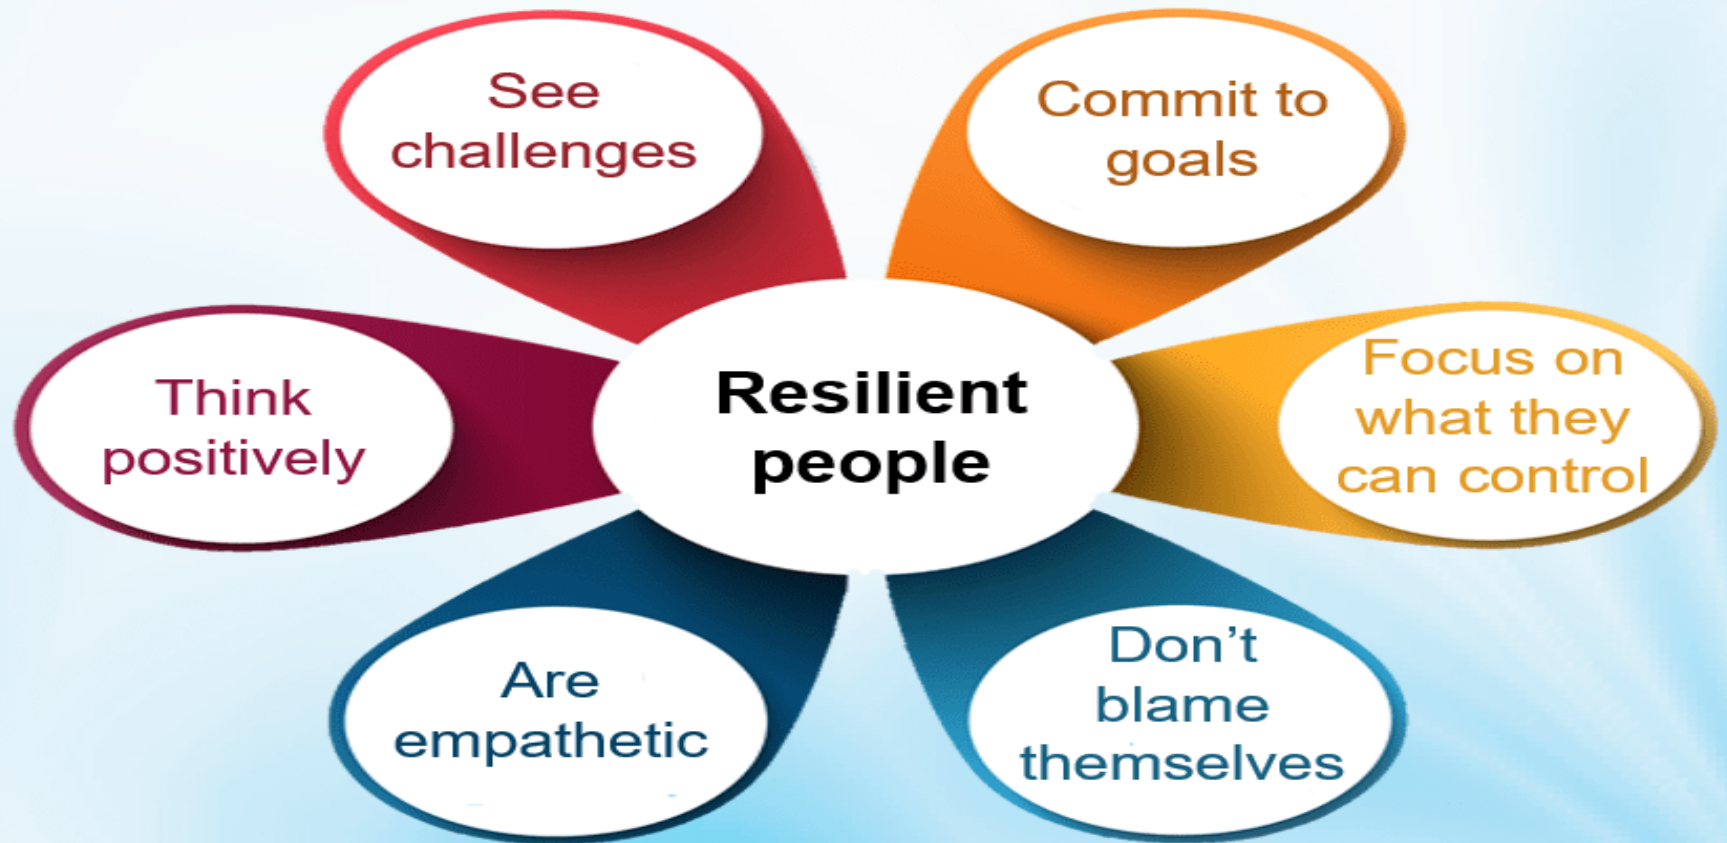 See
challenges
Commit to
goals
Think
positively
Resilient
people
Focus on
what they
can control
Are
empathetic
Don’t
blame
themselves